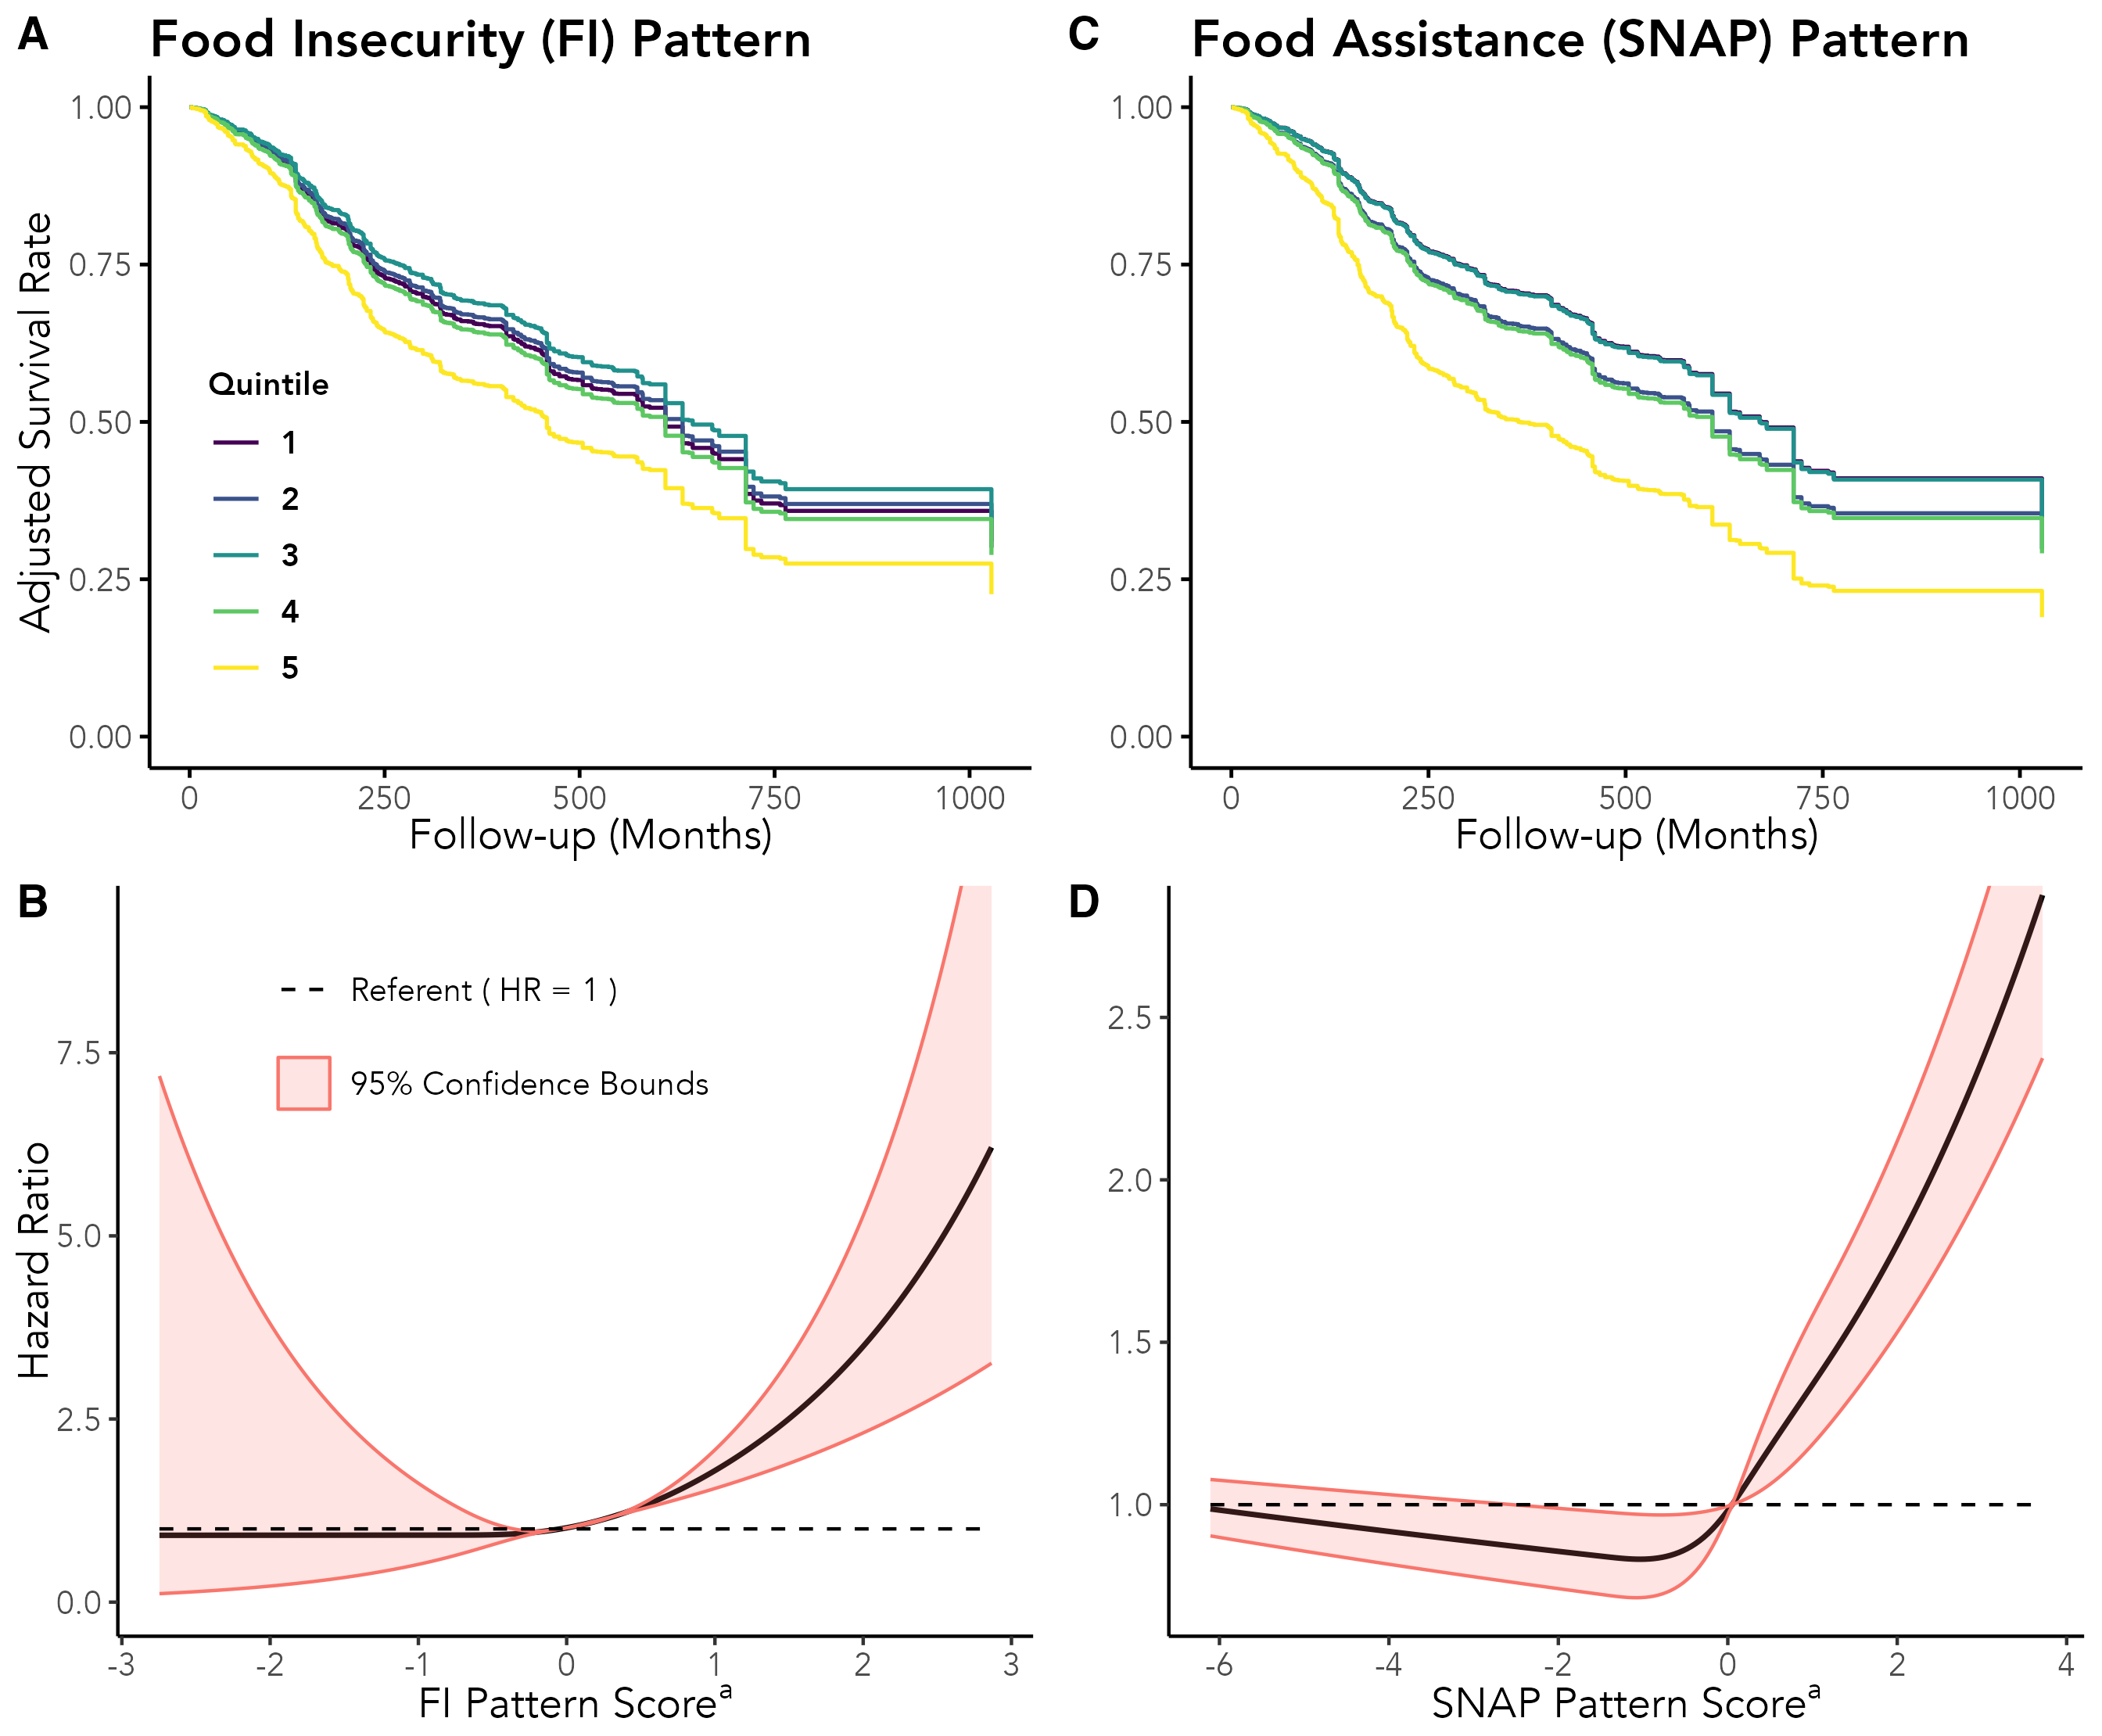 A
Food Insecurity (FI) Pattern
Adjusted Survival Rate
1.00
0.75
0.50
0.25
0.00
Quintile
1
2
3
4
5
0 250 500 750 1000
Follow-up (Months)
C
Food Assistance (SNAP) Pattern
1.00
0.75
0.50
0.25
0.00
0 250 500 750 1000
Follow-up (Months)
B
Hazard Ratio
7.5
5.0
2.5
0.0
Referent ( HR = 1 )
95% Confidence Bounds
-3 -2 -1 0 1 2 3
FI Pattern Scoreᵃ
D
2.5
2.0
1.5
1.0
-6 -4 -2 0 2 4
SNAP Pattern Scoreᵃ